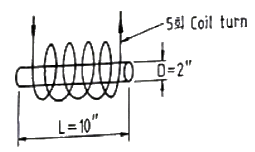 5회 Coil turn
D=2"
L=10"